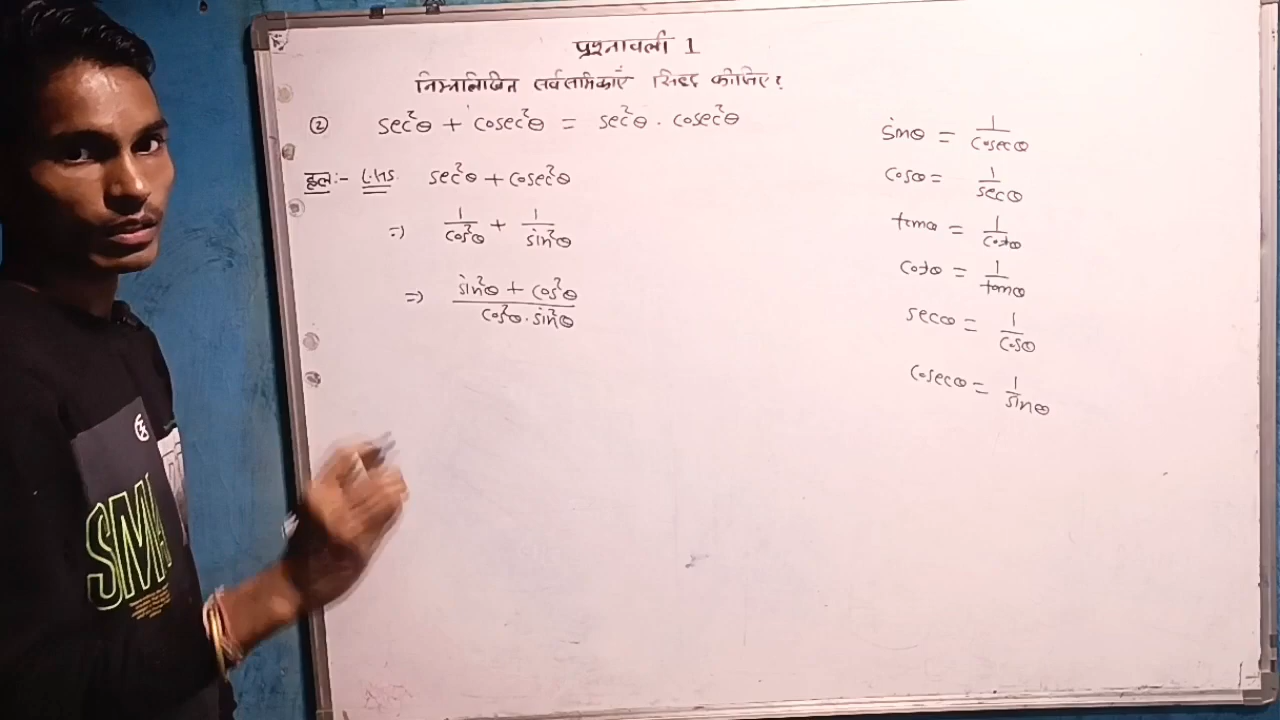 प्रश्नावली 1
निम्नलिखित सर्वसमिकाएँ सिद्ध कीजिए?
② sec²θ + cosec²θ = sec²θ . cosec²θ
हल:- L.H.S. sec²θ + cosec²θ
=) 1/cos²θ + 1/sin²θ
=) sin²θ + cos²θ / cos²θ . sin²θ
sinθ = 1/cosecθ
cosθ = 1/secθ
tanθ = 1/cotθ
cotθ = 1/tanθ
secθ = 1/cosθ
cosecθ = 1/sinθ